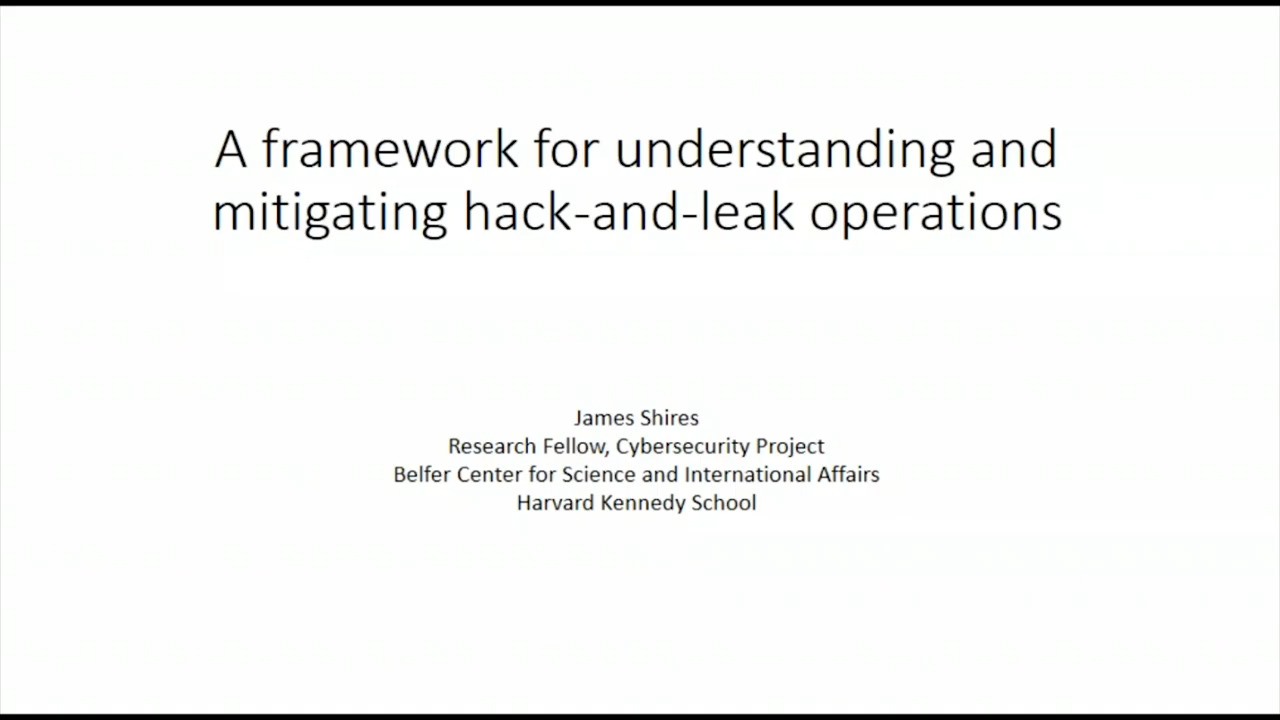 A framework for understanding and
mitigating hack-and-leak operations
James Shires
Research Fellow, Cybersecurity Project
Belfer Center for Science and International Affairs
Harvard Kennedy School